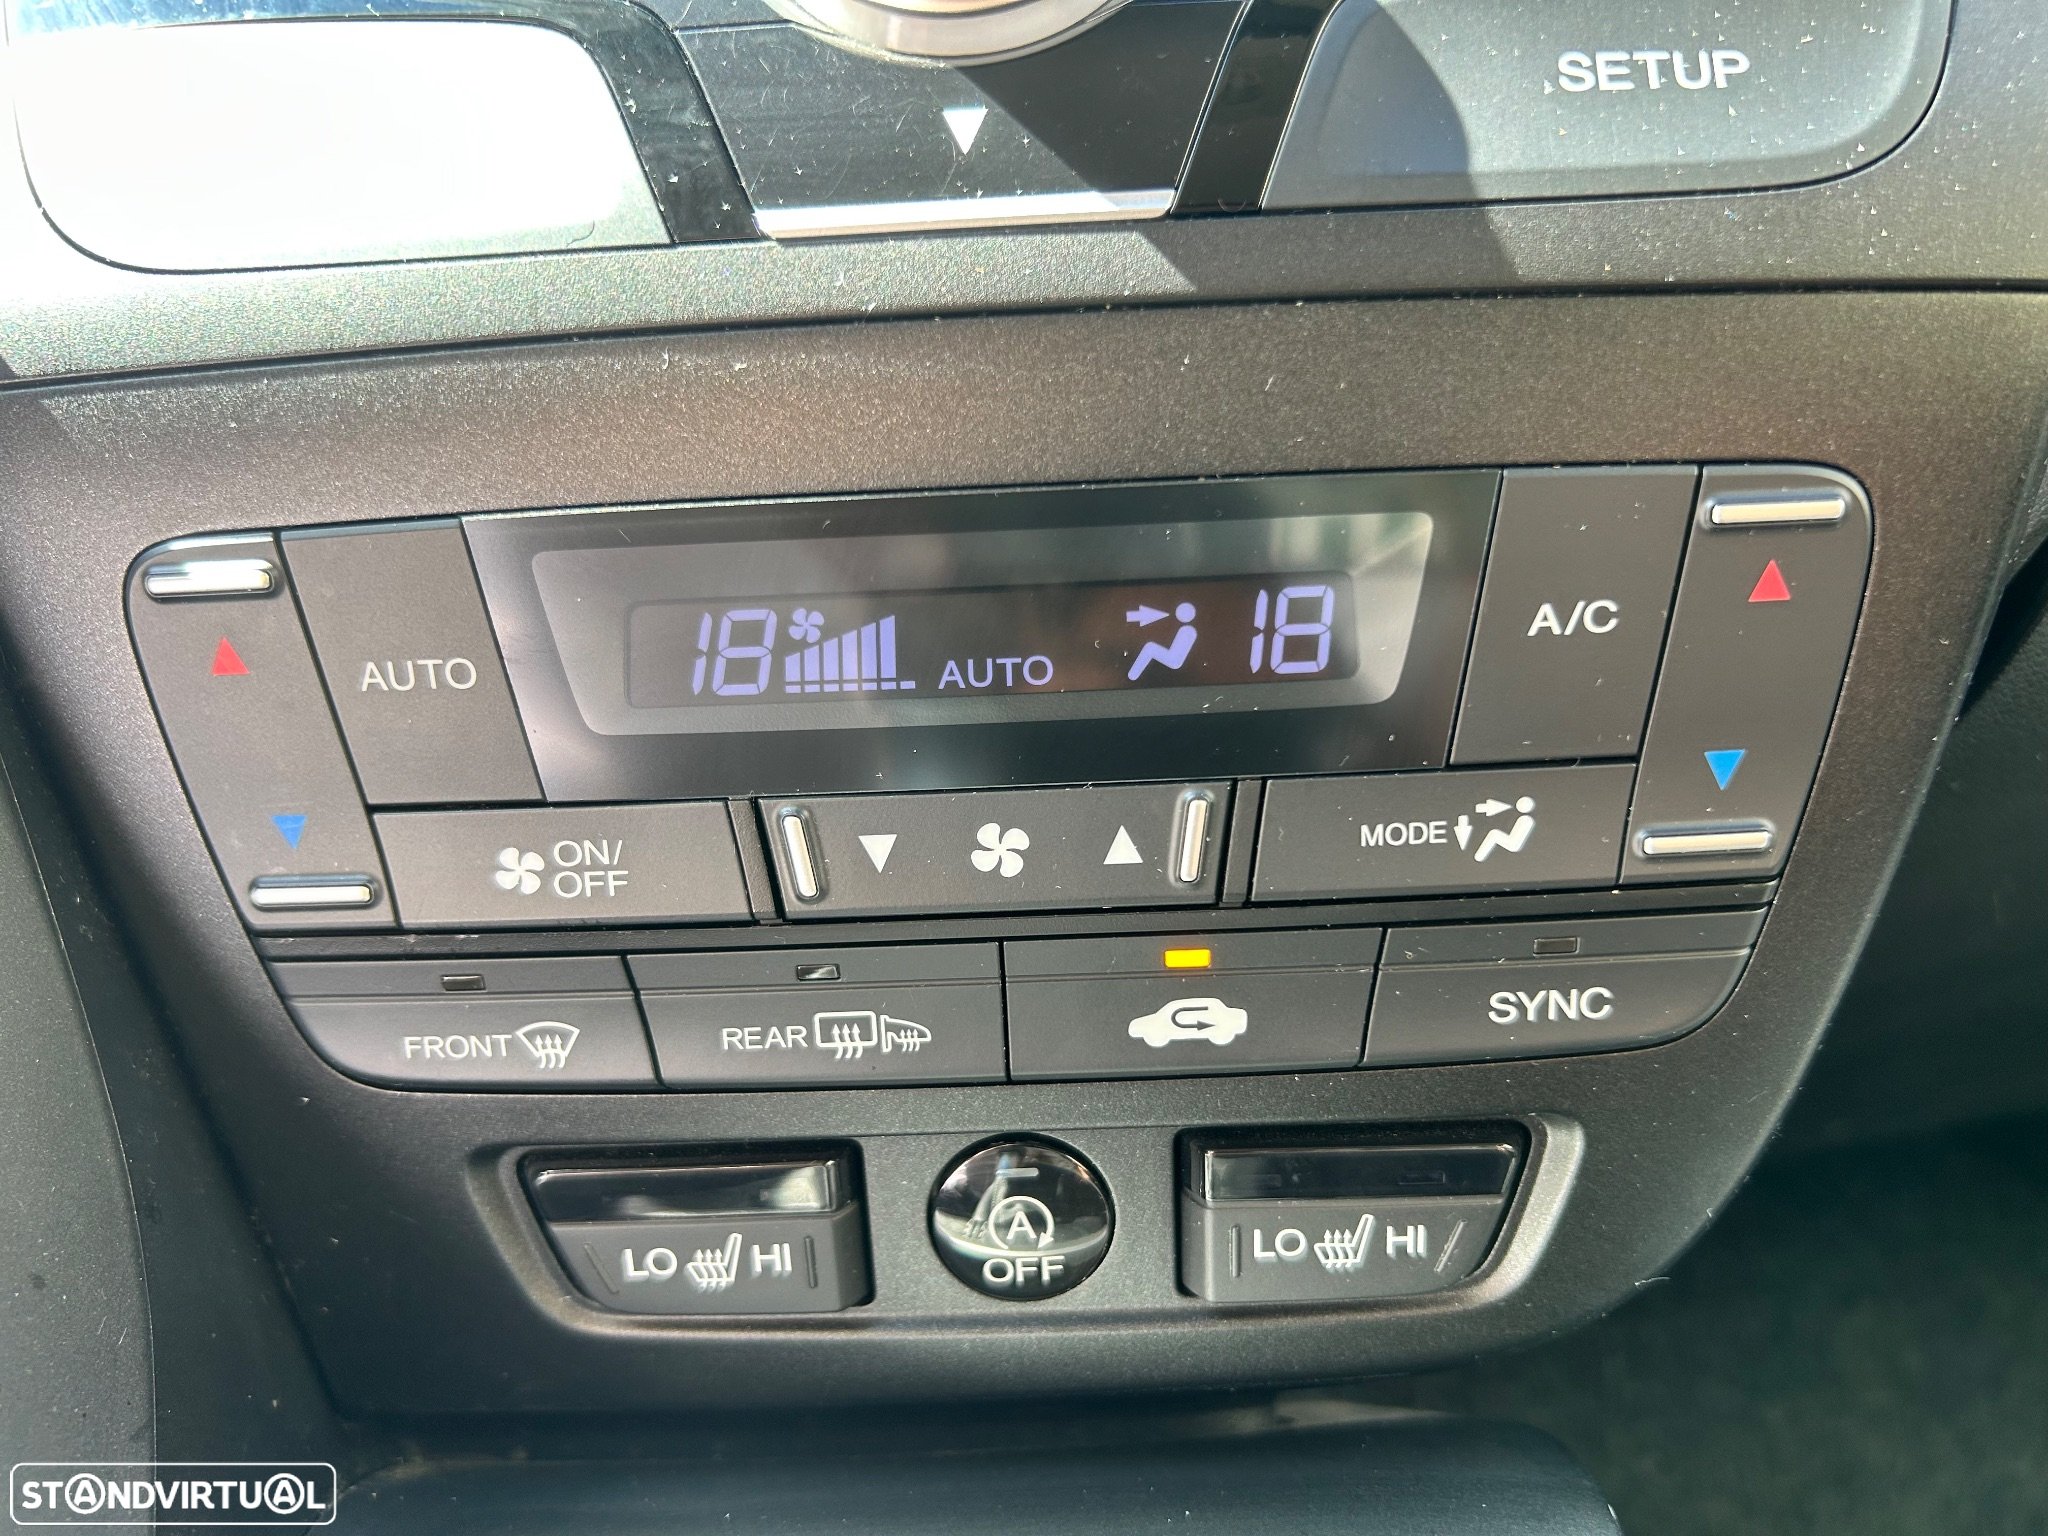 SETUP
18 AUTO 18
AUTO
A/C
ON/
OFF
MODE
FRONT
REAR
SYNC
LO HI
A
OFF
LO HI
STANDVIRTUAL